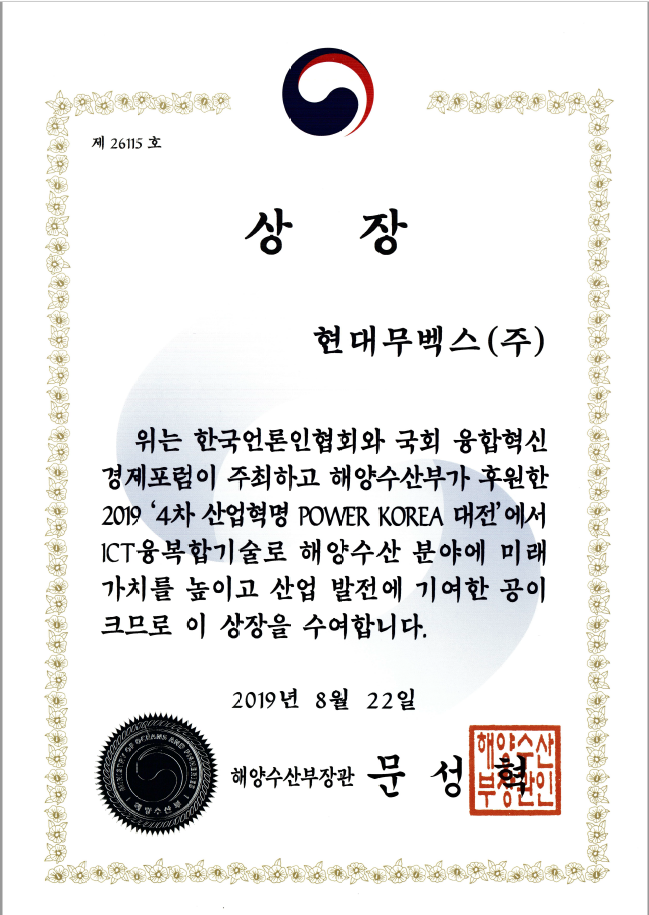 제 26115 호
상 장
현대무벡스(주)
위는 한국언론인협회와 국회 융합혁신
경제포럼이 주최하고 해양수산부가 후원한
2019 '4차 산업혁명 POWER KOREA 대전'에서
ICT융복합기술로 해양수산 분야에 미래
가치를 높이고 산업 발전에 기여한 공이
크므로 이 상장을 수여합니다.
2019년 8월 22일
MINISTRY OF OCEANS AND FISHERIES
해양수산부
해양수산부장관 문 성 혁
해양수산
부장관인